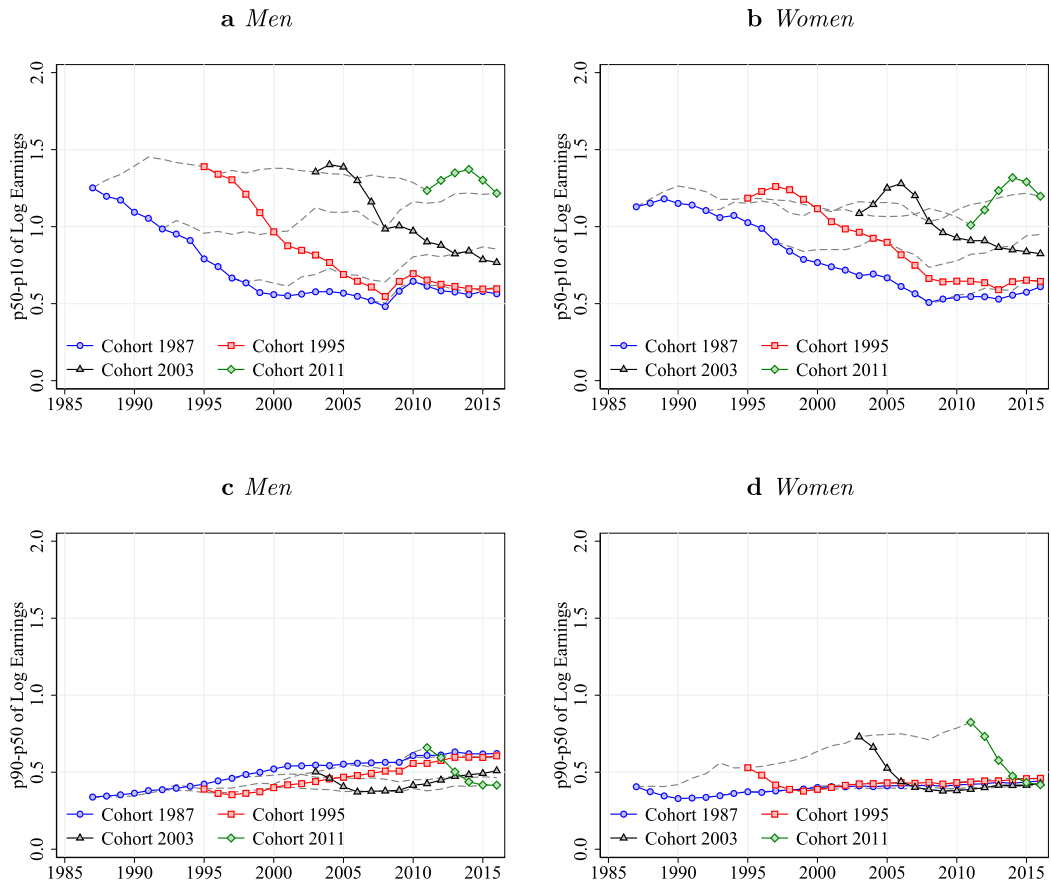 a Men
p50-p10 of Log Earnings
2.0
1.5
1.0
0.5
0.0
Cohort 1987
Cohort 1995
Cohort 2003
Cohort 2011
1985 1990 1995 2000 2005 2010 2015
b Women
p50-p10 of Log Earnings
2.0
1.5
1.0
0.5
0.0
Cohort 1987
Cohort 1995
Cohort 2003
Cohort 2011
1985 1990 1995 2000 2005 2010 2015
c Men
p90-p50 of Log Earnings
2.0
1.5
1.0
0.5
0.0
Cohort 1987
Cohort 1995
Cohort 2003
Cohort 2011
1985 1990 1995 2000 2005 2010 2015
d Women
p90-p50 of Log Earnings
2.0
1.5
1.0
0.5
0.0
Cohort 1987
Cohort 1995
Cohort 2003
Cohort 2011
1985 1990 1995 2000 2005 2010 2015